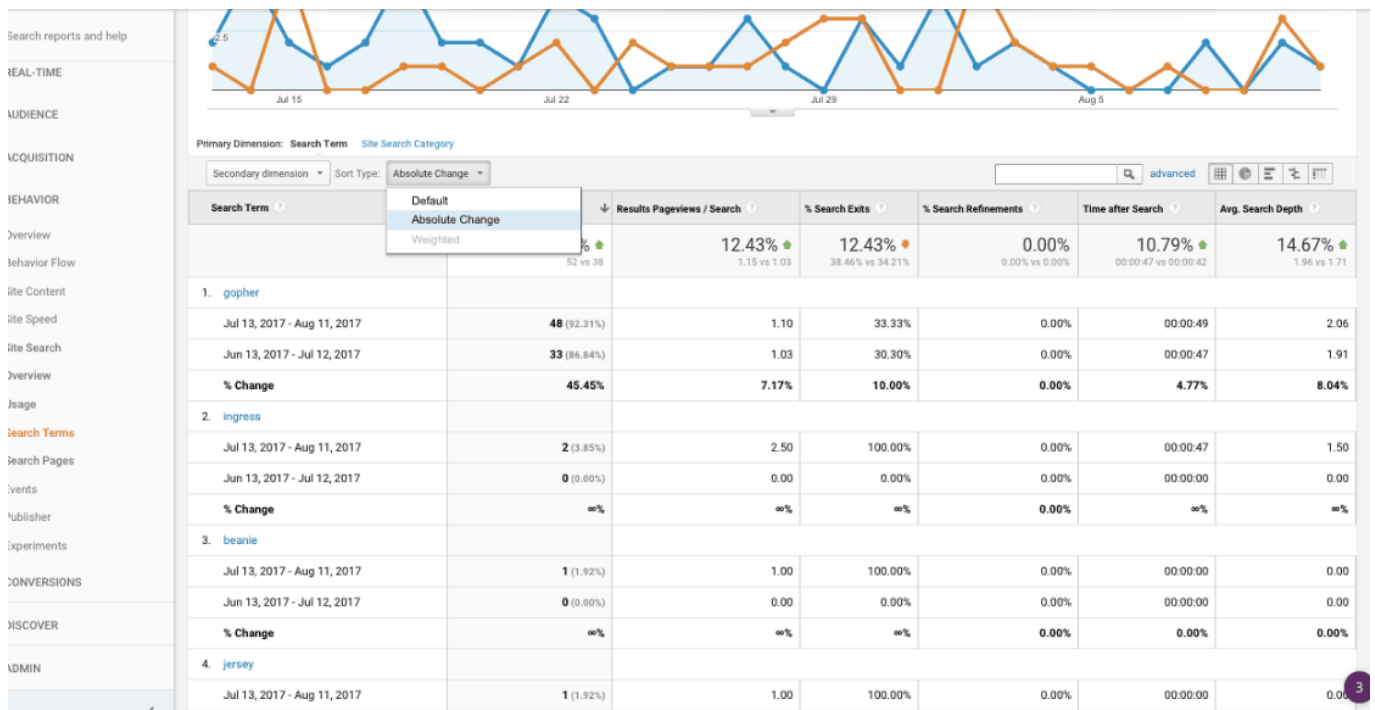 2.5
Jul 15 Jul 22 Jul 29 Aug 5
Search reports and help
REAL-TIME
AUDIENCE
ACQUISITION
BEHAVIOR
Overview
Behavior Flow
Site Content
Site Speed
Site Search
Overview
Usage
Search Terms
Search Pages
Events
Publisher
Experiments
CONVERSIONS
DISCOVER
ADMIN
Primary Dimension: Search Term Site Search Category
Secondary dimension Sort Type: Absolute Change advanced
Default
Absolute Change
Weighted
Search Term ? Results Pageviews / Search ? % Search Exits ? % Search Refinements ? Time after Search ? Avg. Search Depth ?
% 12.43% 12.43% 0.00% 10.79% 14.67%
52 vs 38 1.15 vs 1.03 38.46% vs 34.21% 0.00% vs 0.00% 00:00:47 vs 00:00:42 1.96 vs 1.71
1. gopher
Jul 13, 2017 - Aug 11, 2017 48 (92.31%) 1.10 33.33% 0.00% 00:00:49 2.06
Jun 13, 2017 - Jul 12, 2017 33 (86.84%) 1.03 30.30% 0.00% 00:00:47 1.91
% Change 45.45% 7.17% 10.00% 0.00% 4.77% 8.04%
2. ingress
Jul 13, 2017 - Aug 11, 2017 2 (3.85%) 2.50 100.00% 0.00% 00:00:47 1.50
Jun 13, 2017 - Jul 12, 2017 0 (0.00%) 0.00 0.00% 0.00% 00:00:00 0.00
% Change ∞% ∞% ∞% 0.00% ∞% ∞%
3. beanie
Jul 13, 2017 - Aug 11, 2017 1 (1.92%) 1.00 100.00% 0.00% 00:00:00 0.00
Jun 13, 2017 - Jul 12, 2017 0 (0.00%) 0.00 0.00% 0.00% 00:00:00 0.00
% Change ∞% ∞% ∞% 0.00% 0.00% 0.00%
4. jersey
Jul 13, 2017 - Aug 11, 2017 1 (1.92%) 1.00 100.00% 0.00% 00:00:00 0.00
3